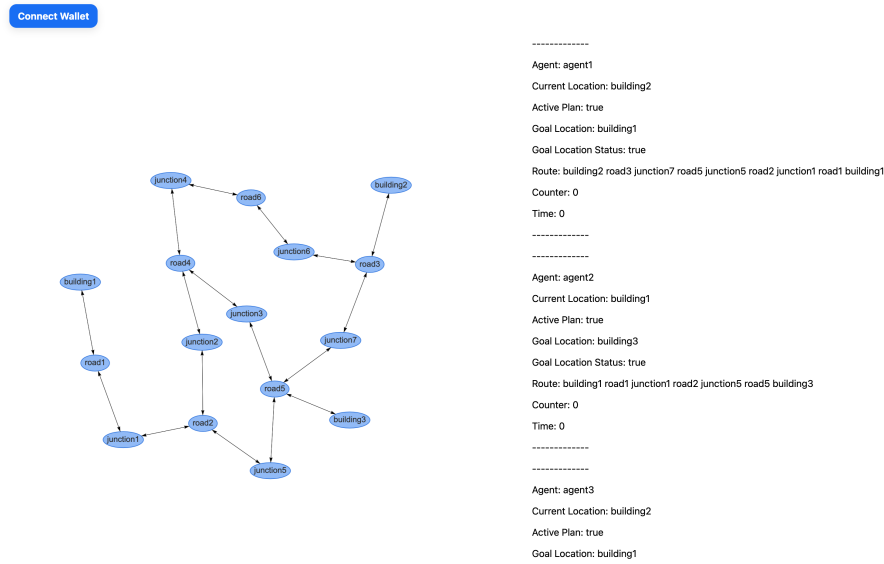 Connect Wallet
junction4
building2
road6
junction6
road4
road3
building1
junction3
junction2
junction7
road1
road5
building3
road2
junction1
junction5
-------------
Agent: agent1
Current Location: building2
Active Plan: true
Goal Location: building1
Goal Location Status: true
Route: building2 road3 junction7 road5 junction5 road2 junction1 road1 building1
Counter: 0
Time: 0
-------------
-------------
Agent: agent2
Current Location: building1
Active Plan: true
Goal Location: building3
Goal Location Status: true
Route: building1 road1 junction1 road2 junction5 road5 building3
Counter: 0
Time: 0
-------------
-------------
Agent: agent3
Current Location: building2
Active Plan: true
Goal Location: building1